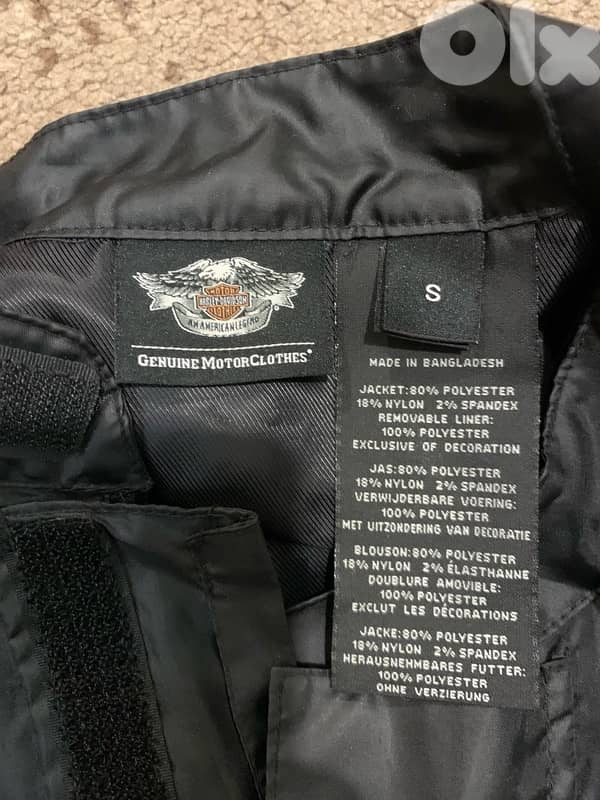 Olx
MOTOR
HARLEY-DAVIDSON
CLOTHES
AN AMERICAN LEGEND
GENUINE MOTORCLOTHES®
S
MADE IN BANGLADESH
JACKET:80% POLYESTER
18% NYLON 2% SPANDEX
REMOVABLE LINER:
100% POLYESTER
EXCLUSIVE OF DECORATION
JAS:80% POLYESTER
18% NYLON 2% SPANDEX
VERWIJDERBARE VOERING:
100% POLYESTER
MET UITZONDERING VAN DECORATIE
BLOUSON:80% POLYESTER
18% NYLON 2% ÉLASTHANNE
DOUBLURE AMOVIBLE:
100% POLYESTER
EXCLUT LES DÉCORATIONS
JACKE:80% POLYESTER
18% NYLON 2% SPANDEX
HERAUSNEHMBARES FUTTER:
100% POLYESTER
OHNE VERZIERUNG